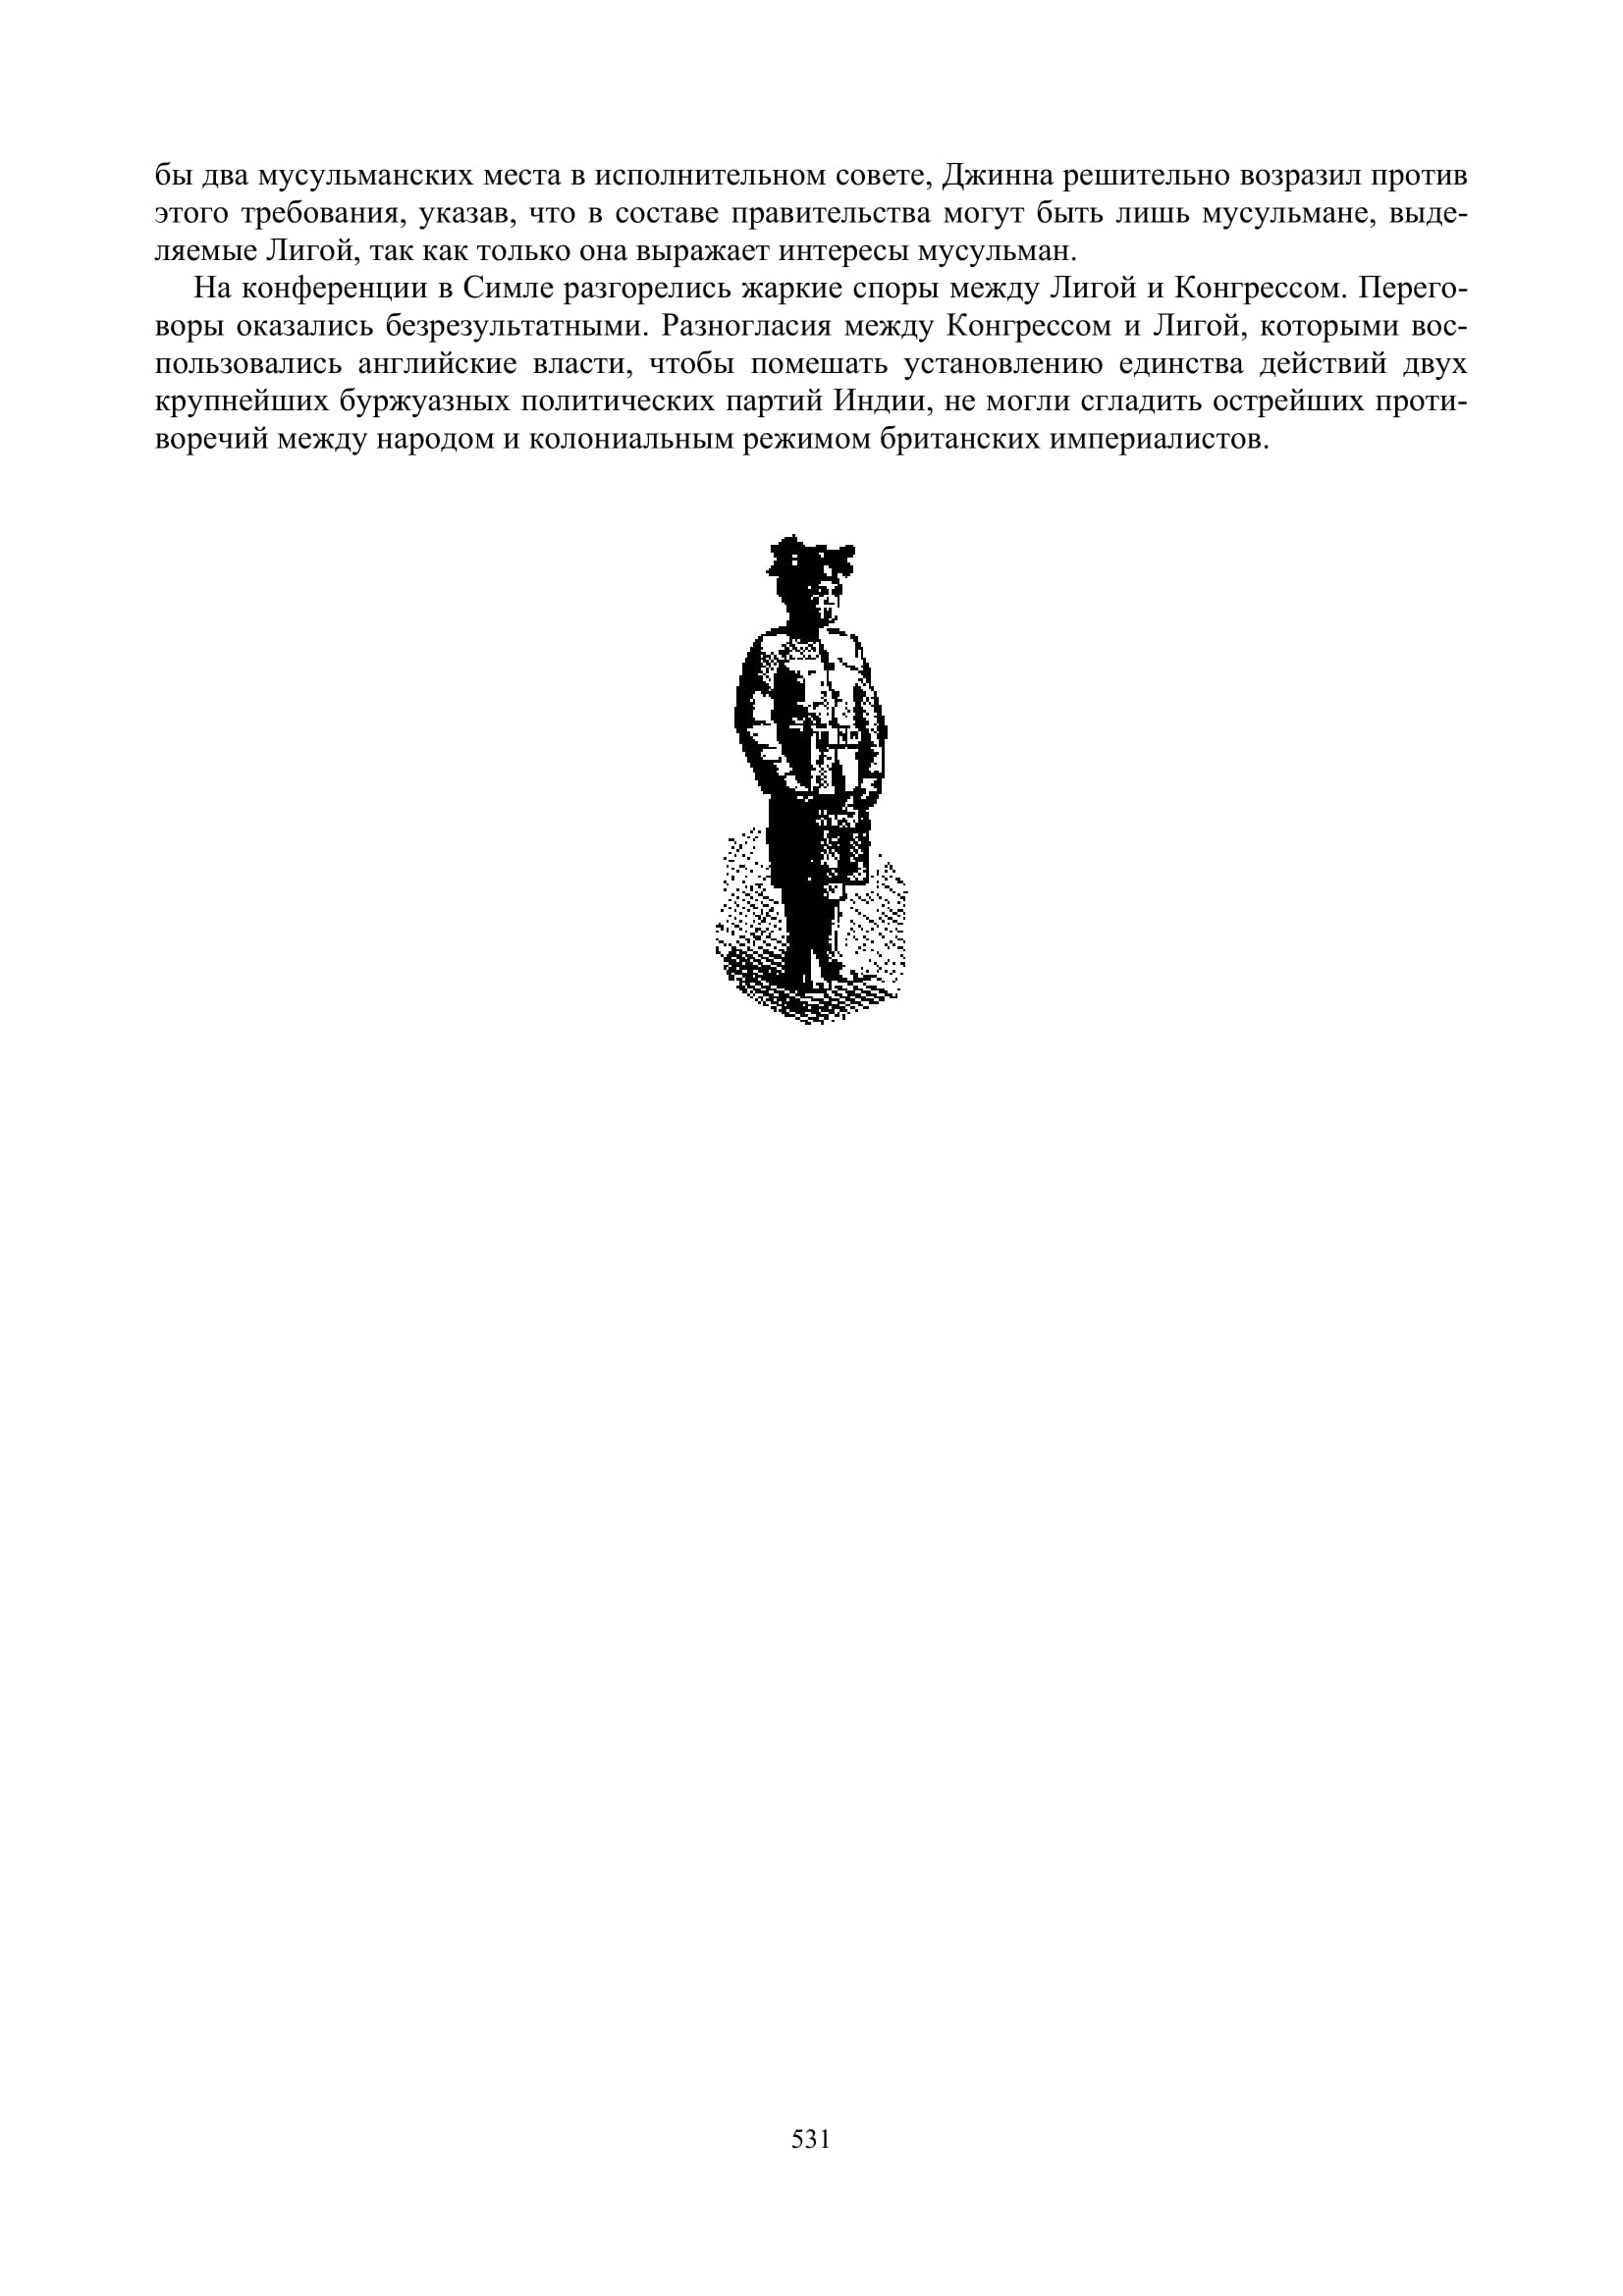 бы два мусульманских места в исполнительном совете, Джинна решительно возразил против
этого требования, указав, что в составе правительства могут быть лишь мусульмане, выде-
ляемые Лигой, так как только она выражает интересы мусульман.
На конференции в Симле разгорелись жаркие споры между Лигой и Конгрессом. Перего-
воры оказались безрезультатными. Разногласия между Конгрессом и Лигой, которыми вос-
пользовались английские власти, чтобы помешать установлению единства действий двух
крупнейших буржуазных политических партий Индии, не могли сгладить острейших проти-
воречий между народом и колониальным режимом британских империалистов.
531